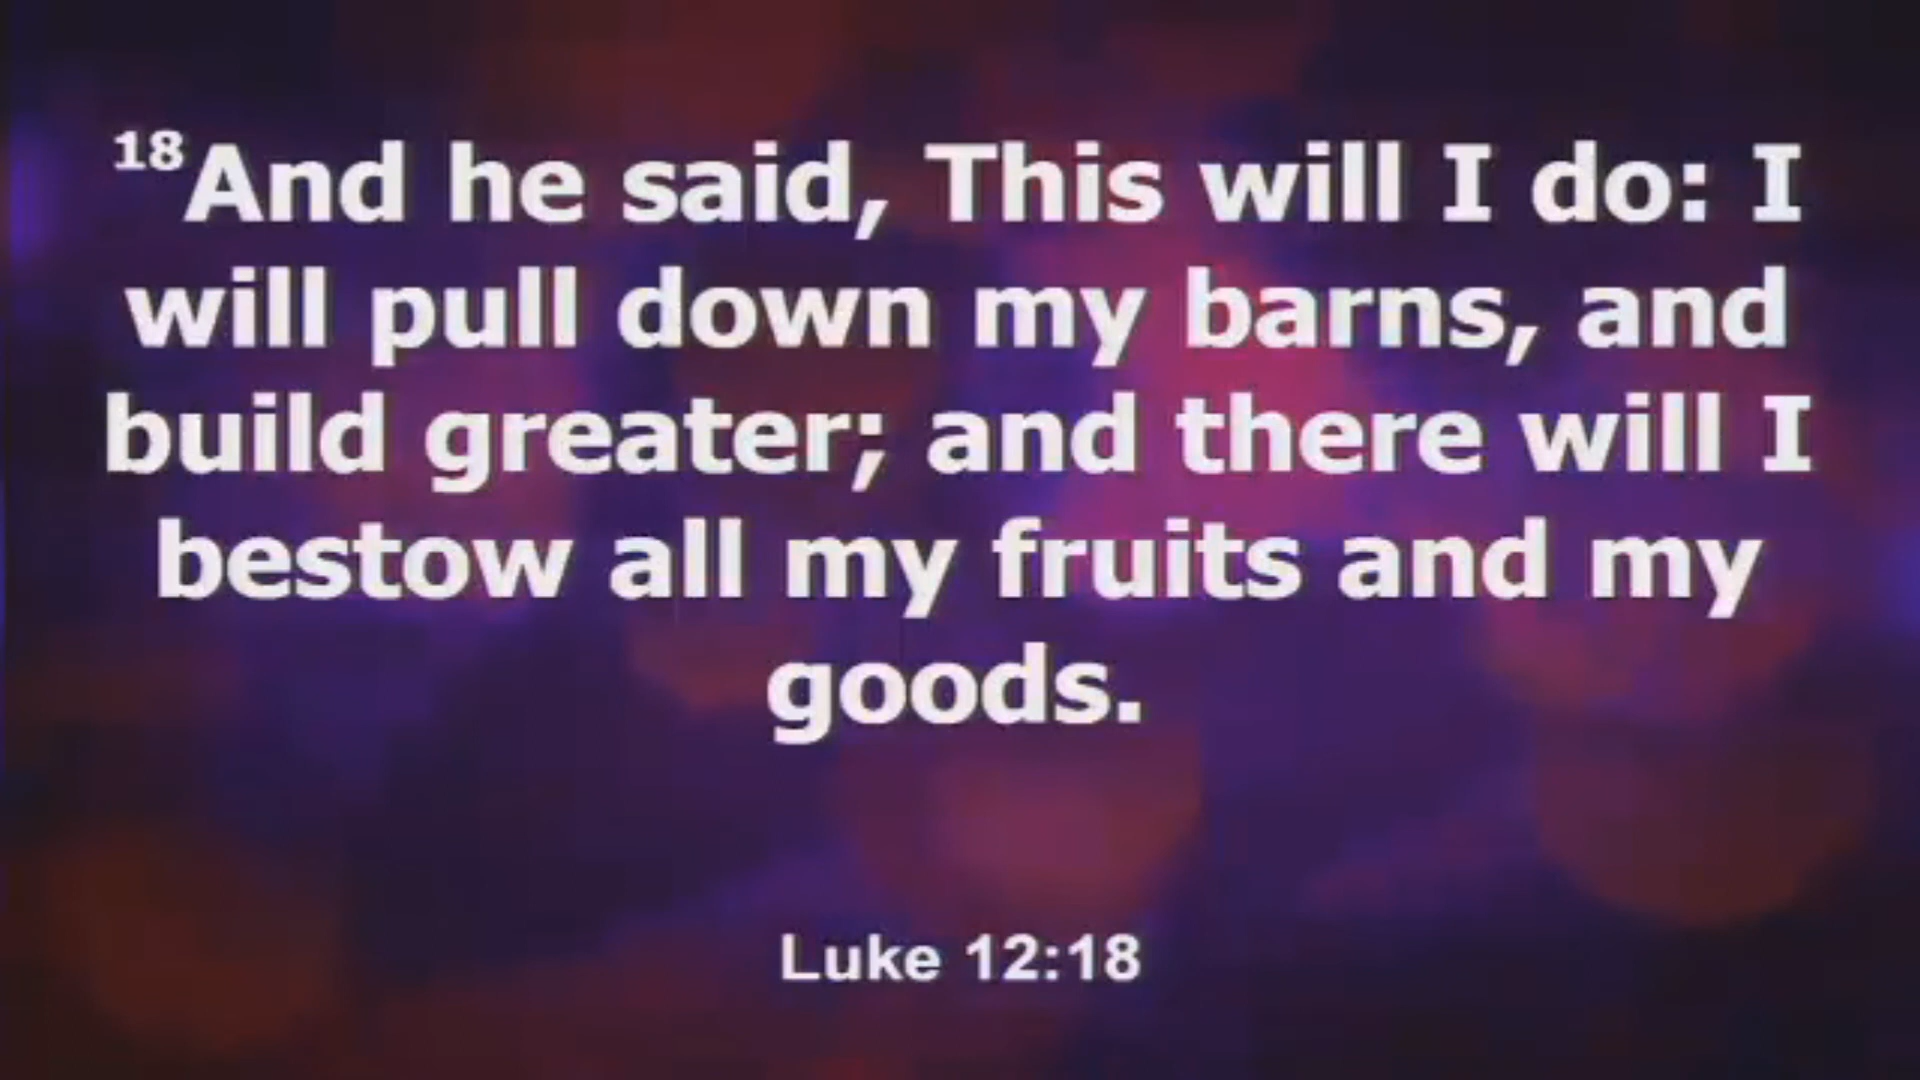 18And he said, This will I do: I
will pull down my barns, and
build greater; and there will I
bestow all my fruits and my
goods.
Luke 12:18